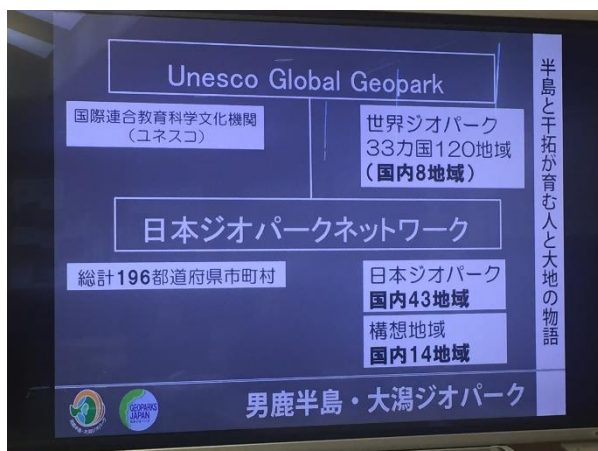 Unesco Global Geopark
国際連合教育科学文化機関
（ユネスコ）
世界ジオパーク
33カ国120地域
（国内8地域）
日本ジオパークネットワーク
総計196都道府県市町村
日本ジオパーク
国内43地域
構想地域
国内14地域
半島と干拓が育む人と大地の物語
GEOPARKS
JAPAN
男鹿半島・大潟ジオパーク